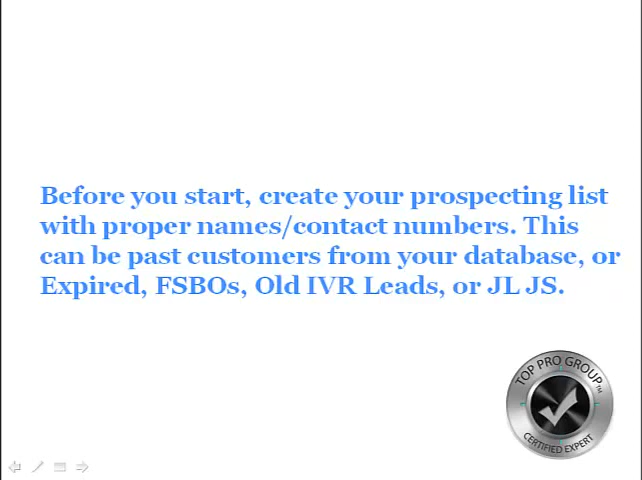 Before you start, create your prospecting list
with proper names/contact numbers. This
can be past customers from your database, or
Expired, FSBOs, Old IVR Leads, or JL JS.
TOP PRO GROUP™
CERTIFIED EXPERT